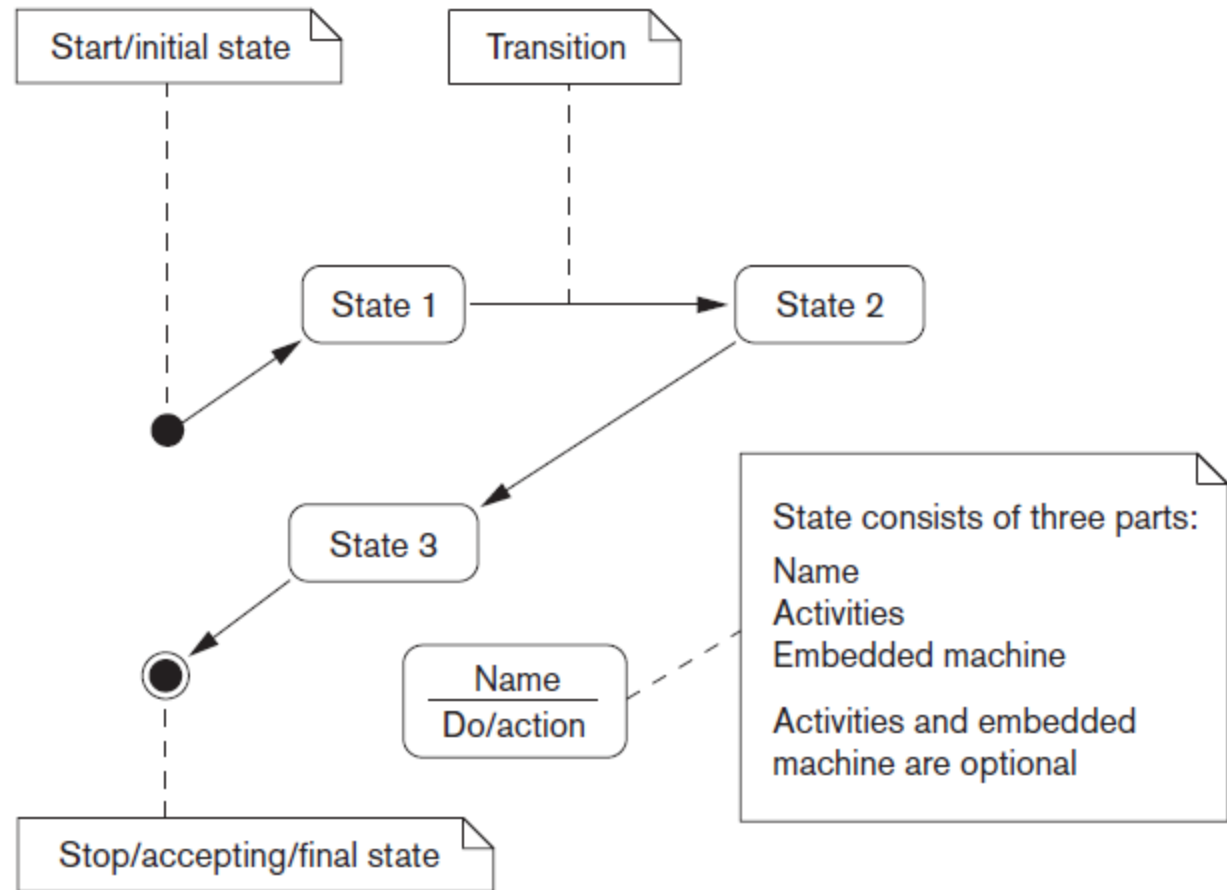 Start/initial state
Transition
State 1
State 2
State 3
State consists of three parts:
Name
Activities
Embedded machine
Activities and embedded
machine are optional
Name
Do/action
Stop/accepting/final state